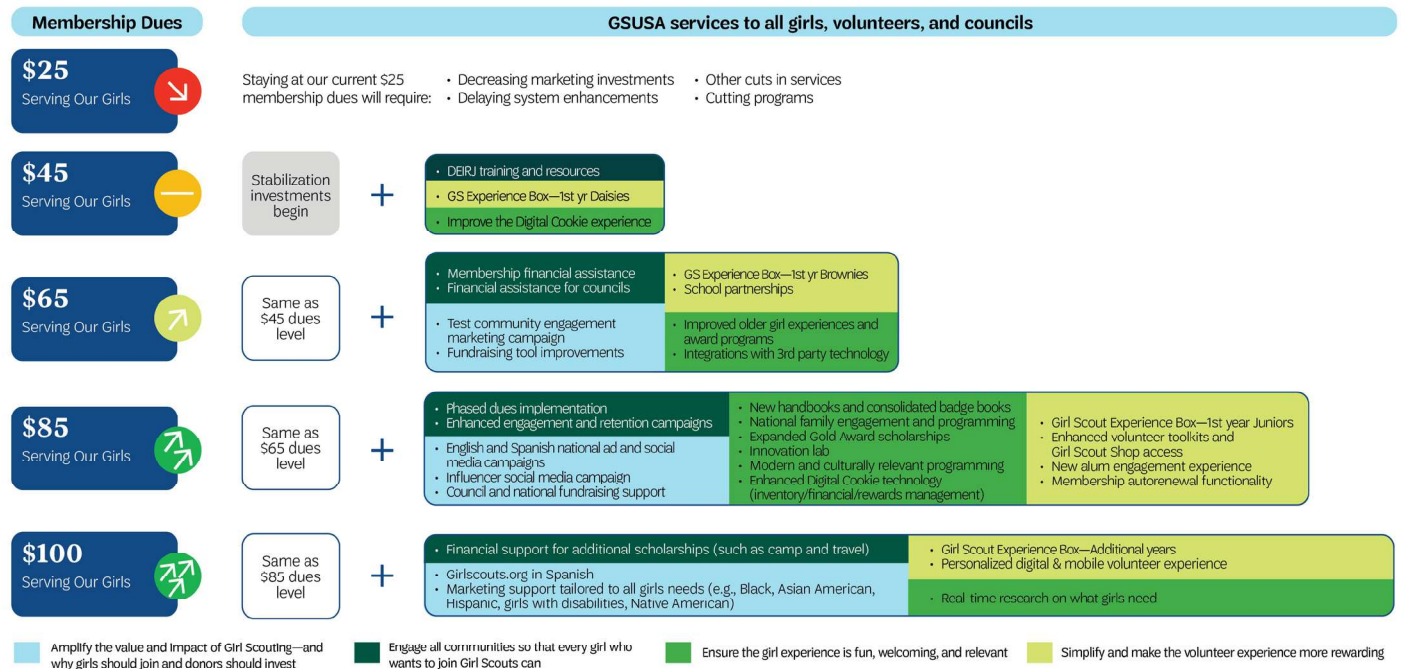 Membership Dues
GSUSA services to all girls, volunteers, and councils
$25
Serving Our Girls
Staying at our current $25
membership dues will require:
• Decreasing marketing investments
• Delaying system enhancements
• Other cuts in services
• Cutting programs
$45
Serving Our Girls
Stabilization
investments
begin
+
• DEIRJ training and resources
• GS Experience Box—1st yr Daisies
• Improve the Digital Cookie experience
$65
Serving Our Girls
Same as
$45 dues
level
+
• Membership financial assistance
• Financial assistance for councils
• Test community engagement
marketing campaign
• Fundraising tool improvements
• GS Experience Box—1st yr Brownies
• School partnerships
• Improved older girl experiences and
award programs
• Integrations with 3rd party technology
$85
Serving Our Girls
Same as
$65 dues
level
+
• Phased dues implementation
• Enhanced engagement and retention campaigns
• English and Spanish national ad and social
media campaigns
• Influencer social media campaign
• Council and national fundraising support
• New handbooks and consolidated badge books
• National family engagement and programming
• Expanded Gold Award scholarships
• Innovation lab
• Modern and culturally relevant programming
• Enhanced Digital Cookie technology
(inventory/financial/rewards management)
• Girl Scout Experience Box—1st year Juniors
• Enhanced volunteer toolkits and
Girl Scout Shop access
• New alum engagement experience
• Membership autorenewal functionality
$100
Serving Our Girls
Same as
$85 dues
level
+
• Financial support for additional scholarships (such as camp and travel)
• Girlscouts.org in Spanish
• Marketing support tailored to all girls needs (e.g., Black, Asian American,
Hispanic, girls with disabilities, Native American)
• Girl Scout Experience Box—Additional years
• Personalized digital & mobile volunteer experience
• Real time research on what girls need
Amplify the value and impact of Girl Scouting—and
why girls should join and donors should invest
Engage all communities so that every girl who
wants to join Girl Scouts can
Ensure the girl experience is fun, welcoming, and relevant
Simplify and make the volunteer experience more rewarding